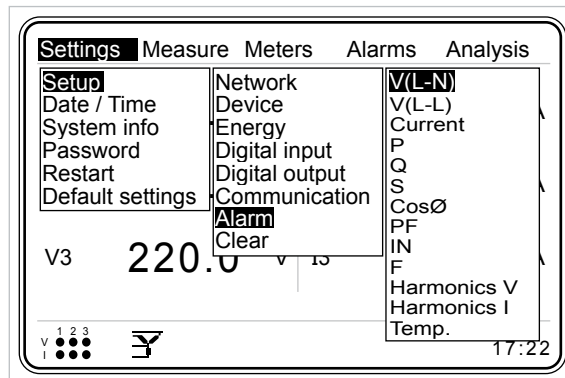 Settings Measure Meters Alarms Analysis
Setup
Date / Time
System info
Password
Restart
Default settings
Network
Device
Energy
Digital input
Digital output
Communication
Alarm
Clear
V(L-N)
V(L-L)
Current
P
Q
S
CosØ
PF
IN
F
Harmonics V
Harmonics I
Temp.
V3 220.0 V I3
1 2 3
V
I
17:22